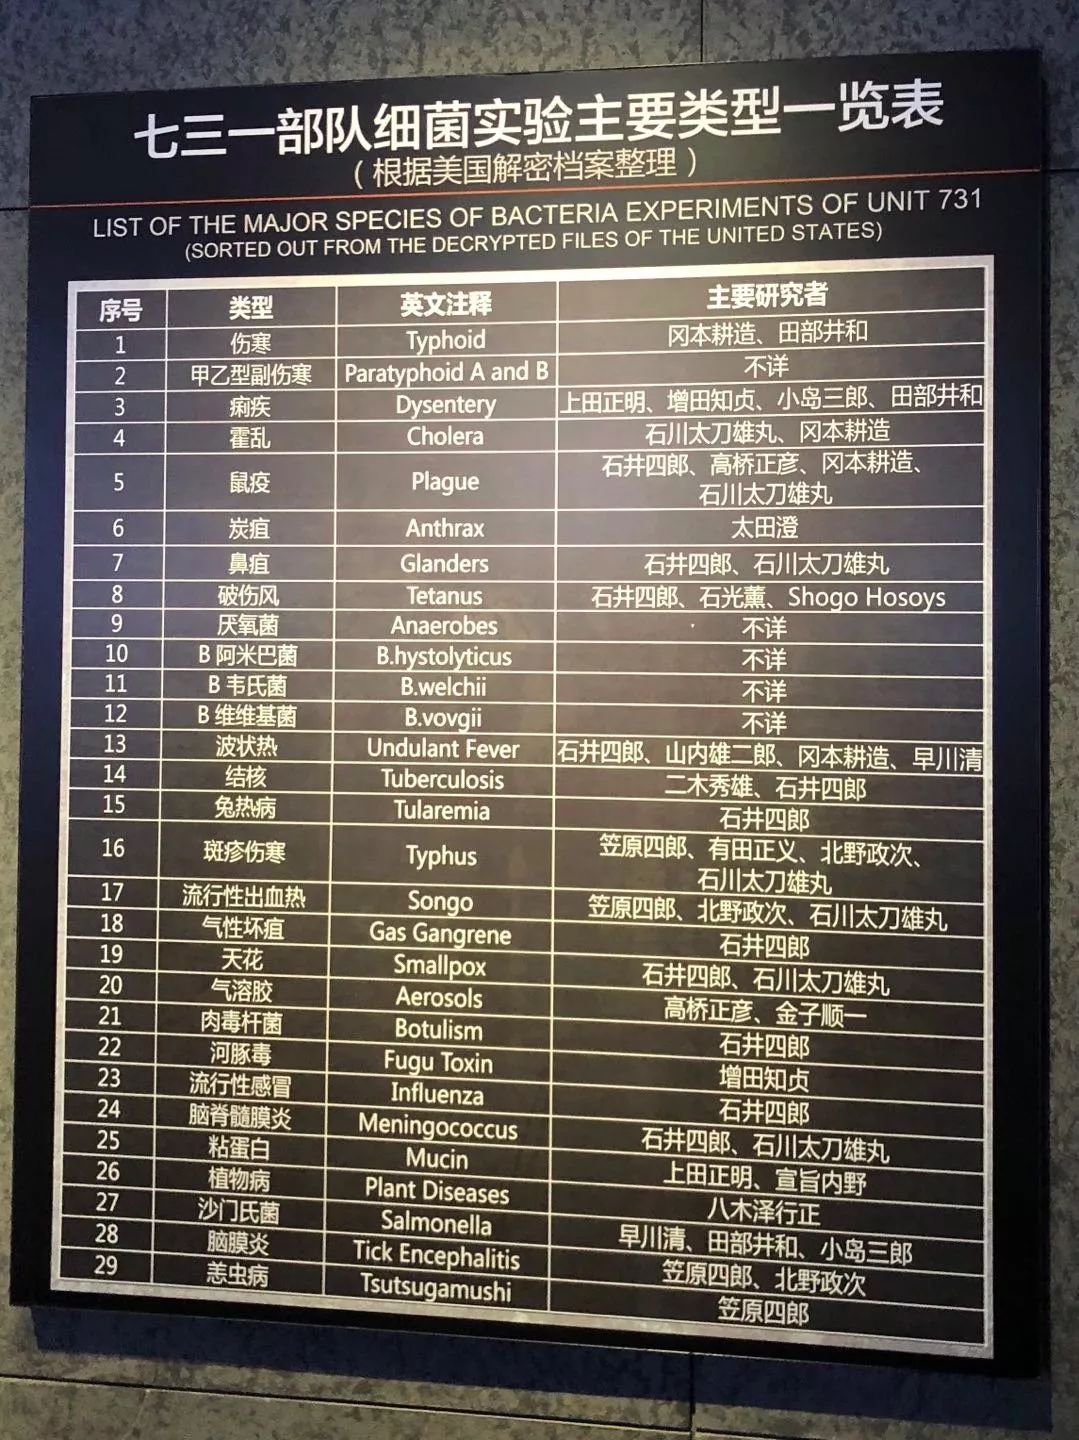 七三一部队细菌实验主要类型一览表
（根据美国解密档案整理）
LIST OF THE MAJOR SPECIES OF BACTERIA EXPERIMENTS OF UNIT 731
(SORTED OUT FROM THE DECRYPTED FILES OF THE UNITED STATES)
序号 类型 英文注释 主要研究者
1 伤寒 Typhoid 冈本耕造、田部井和
2 甲乙型副伤寒 Paratyphoid A and B 不详
3 痢疾 Dysentery 上田正明、增田知贞、小岛三郎、田部井和
4 霍乱 Cholera 石川太刀雄丸、冈本耕造
5 鼠疫 Plague 石井四郎、高桥正彦、冈本耕造、
石川太刀雄丸
6 炭疽 Anthrax 太田澄
7 鼻疽 Glanders 石井四郎、石川太刀雄丸
8 破伤风 Tetanus 石井四郎、石光薰、Shogo Hosoys
9 厌氧菌 Anaerobes 不详
10 B 阿米巴菌 B.hystolyticus 不详
11 B 韦氏菌 B.welchii 不详
12 B 维维基菌 B.vovgii 不详
13 波状热 Undulant Fever 石井四郎、山内雄二郎、冈本耕造、早川清
14 结核 Tuberculosis 二木秀雄、石井四郎
15 兔热病 Tularemia 石井四郎
16 斑疹伤寒 Typhus 笠原四郎、有田正义、北野政次、
石川太刀雄丸
17 流行性出血热 Songo 笠原四郎、北野政次、石川太刀雄丸
18 气性坏疽 Gas Gangrene 石井四郎
19 天花 Smallpox 石井四郎、石川太刀雄丸
20 气溶胶 Aerosols 高桥正彦、金子顺一
21 肉毒杆菌 Botulism 石井四郎
22 河豚毒 Fugu Toxin 增田知贞
23 流行性感冒 Influenza 石井四郎
24 脑脊髓膜炎 Meningococcus 石井四郎、石川太刀雄丸
25 粘蛋白 Mucin 上田正明、宣旨内野
26 植物病 Plant Diseases 八木泽行正
27 沙门氏菌 Salmonella 早川清、田部井和、小岛三郎
28 脑膜炎 Tick Encephalitis 笠原四郎、北野政次
29 恙虫病 Tsutsugamushi 笠原四郎